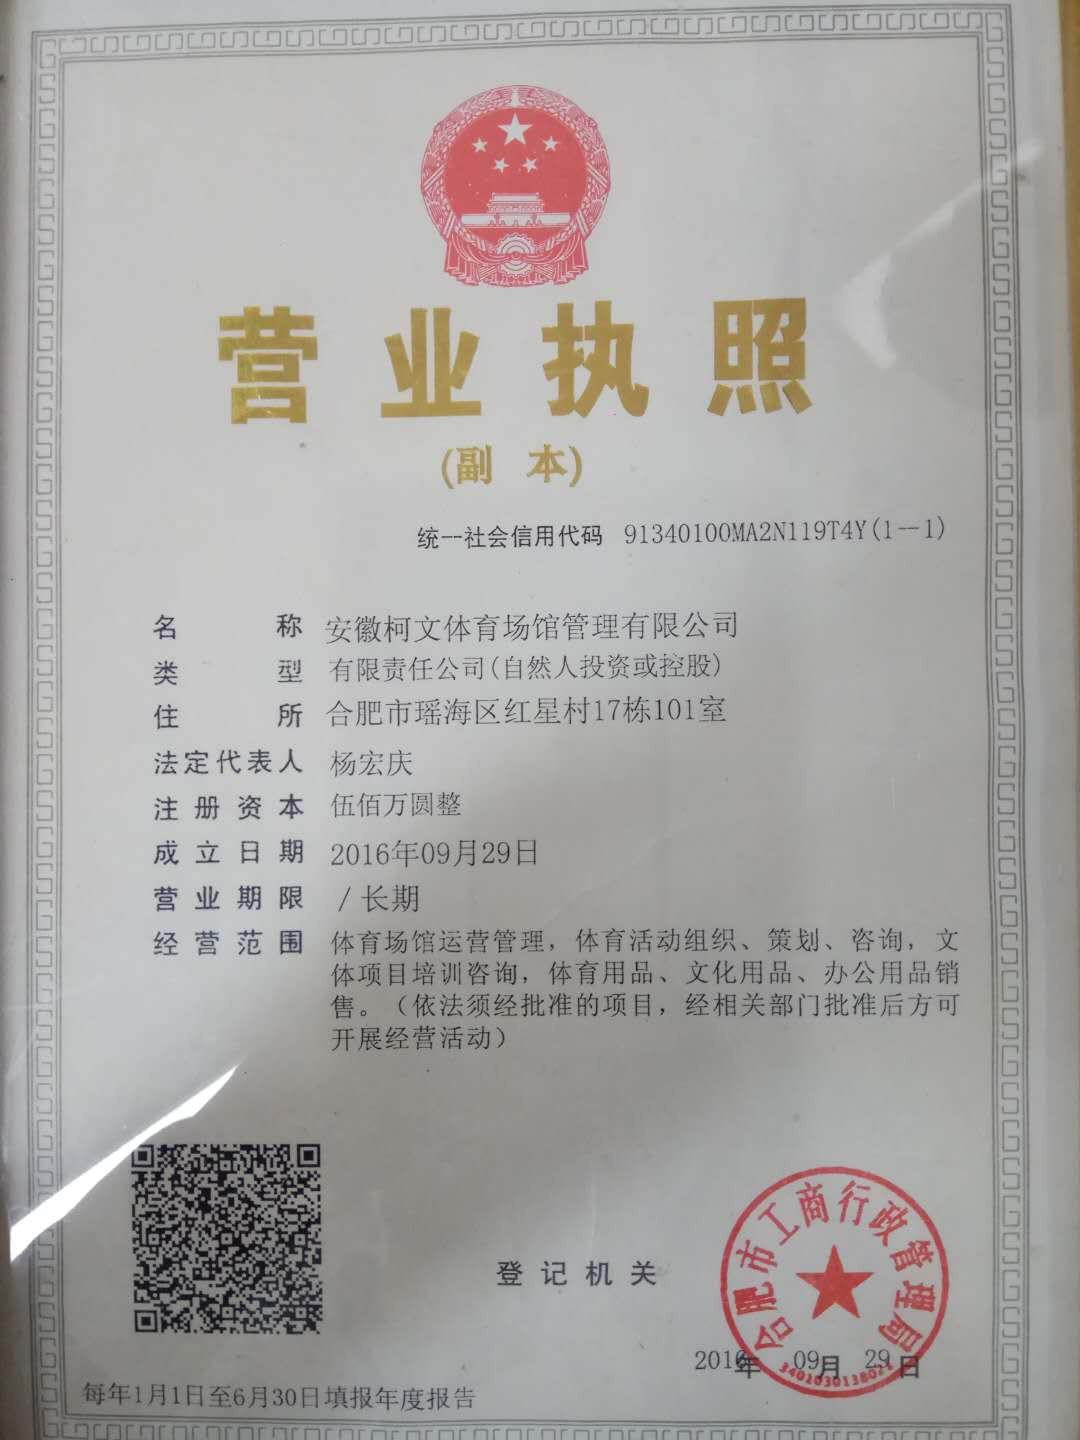 营业执照
(副 本)
统一社会信用代码 91340100MA2N119T4Y(1--1)
名 称 安徽柯文体育场馆管理有限公司
类 型 有限责任公司(自然人投资或控股)
住 所 合肥市瑶海区红星村17栋101室
法定代表人 杨宏庆
注册资本 伍佰万圆整
成立日期 2016年09月29日
营业期限 /长期
经营范围 体育场馆运营管理，体育活动组织、策划、咨询，文
体项目培训咨询，体育用品、文化用品、办公用品销
售。（依法须经批准的项目，经相关部门批准后方可
开展经营活动）
登记机关
合肥市工商行政管理局
2016年 09月 29日
每年1月1日至6月30日填报年度报告